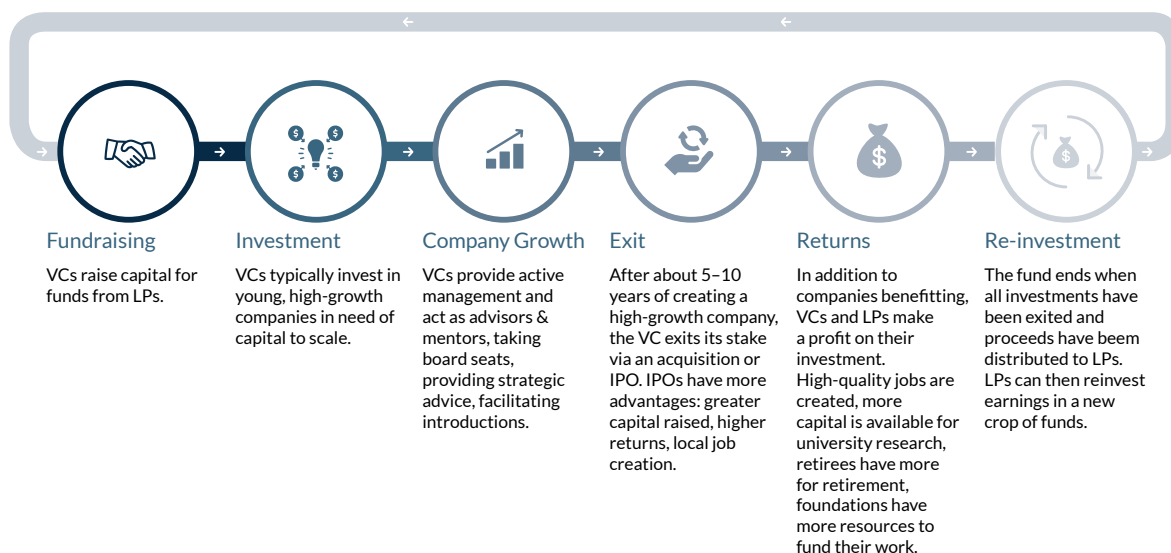 Fundraising
VCs raise capital for
funds from LPs.
Investment
VCs typically invest in
young, high-growth
companies in need of
capital to scale.
Company Growth
VCs provide active
management and
act as advisors &
mentors, taking
board seats,
providing strategic
advice, facilitating
introductions.
Exit
After about 5–10
years of creating a
high-growth company,
the VC exits its stake
via an acquisition or
IPO. IPOs have more
advantages: greater
capital raised, higher
returns, local job
creation.
Returns
In addition to
companies benefitting,
VCs and LPs make
a profit on their
investment.
High-quality jobs are
created, more
capital is available for
university research,
retirees have more
for retirement,
foundations have
more resources to
fund their work.
Re-investment
The fund ends when
all investments have
been exited and
proceeds have beem
distributed to LPs.
LPs can then reinvest
earnings in a new
crop of funds.
$
$
$
$
$
$